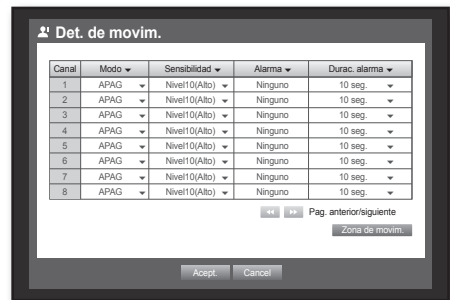 Det. de movim.
Canal Modo Sensibilidad Alarma Durac. alarma
1 APAG Nivel10(Alto) Ninguno 10 seg.
2 APAG Nivel10(Alto) Ninguno 10 seg.
3 APAG Nivel10(Alto) Ninguno 10 seg.
4 APAG Nivel10(Alto) Ninguno 10 seg.
5 APAG Nivel10(Alto) Ninguno 10 seg.
6 APAG Nivel10(Alto) Ninguno 10 seg.
7 APAG Nivel10(Alto) Ninguno 10 seg.
8 APAG Nivel10(Alto) Ninguno 10 seg.
Pag. anterior/siguiente
Zona de movim.
Acept. Cancel